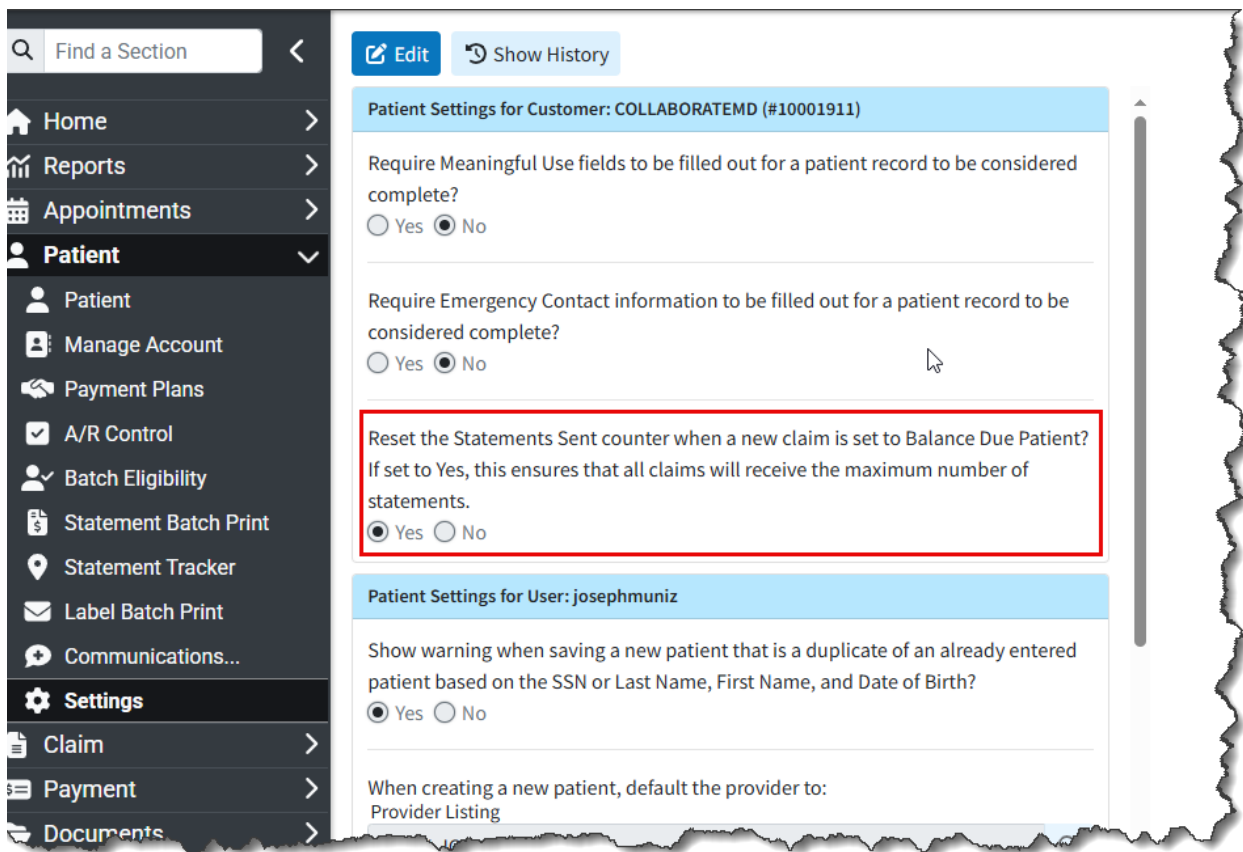 Find a Section
Edit
Show History
Patient Settings for Customer: COLLABORATEMD (#10001911)
Home
Reports
Appointments
Patient
Patient
Manage Account
Payment Plans
A/R Control
Batch Eligibility
Statement Batch Print
Statement Tracker
Label Batch Print
Communications...
Settings
Claim
Payment
Documents
Require Meaningful Use fields to be filled out for a patient record to be considered
complete?
Yes No
Require Emergency Contact information to be filled out for a patient record to be
considered complete?
Yes No
Reset the Statements Sent counter when a new claim is set to Balance Due Patient?
If set to Yes, this ensures that all claims will receive the maximum number of
statements.
Yes No
Patient Settings for User: josephmuniz
Show warning when saving a new patient that is a duplicate of an already entered
patient based on the SSN or Last Name, First Name, and Date of Birth?
Yes No
When creating a new patient, default the provider to:
Provider Listing